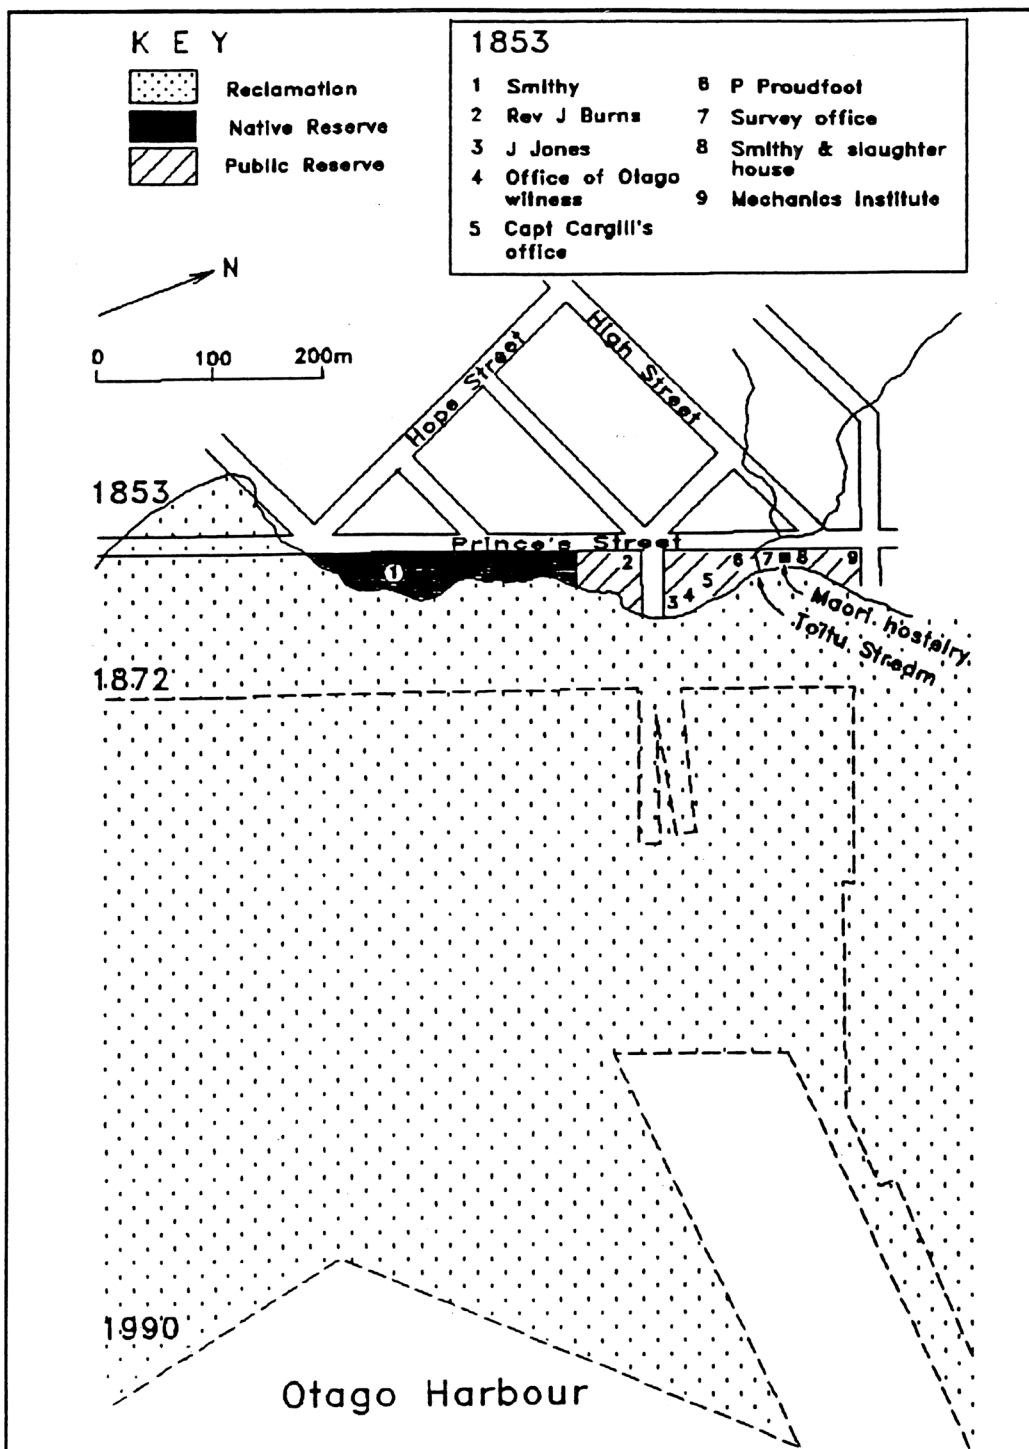 KEY
Reclamation
Native Reserve
Public Reserve
1853
1 Smithy
2 Rev J Burns
3 J Jones
4 Office of Otago
witness
5 Capt Cargill's
office
6 P Proudfoot
7 Survey office
8 Smithy & slaughter
house
9 Mechanics Institute
N
0 100 200m
Hope Street
High Street
1853
Prince's Street
1
2
3
4
5
6
7
8
9
Maori hostelry
Toitu Stream
1872
1990
Otago Harbour